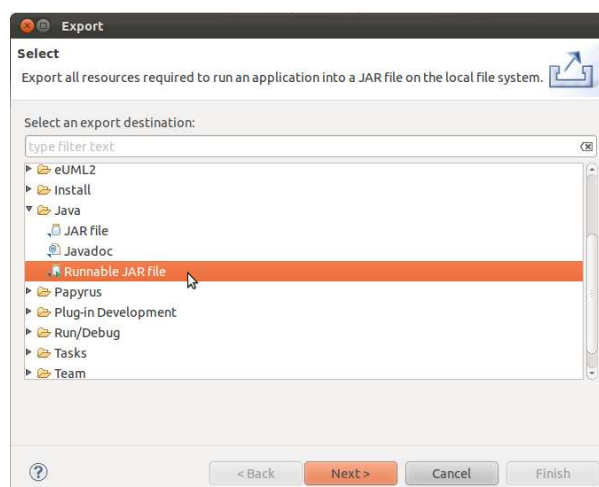 Export
Select
Export all resources required to run an application into a JAR file on the local file system.
Select an export destination:
type filter text
eUML2
Install
Java
JAR file
Javadoc
Runnable JAR file
Papyrus
Plug-in Development
Run/Debug
Tasks
Team
? < Back Next > Cancel Finish